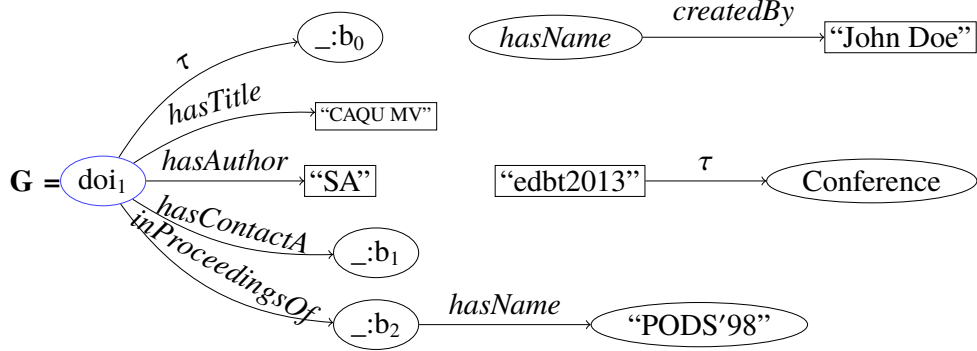 τ
_:b₀
hasName
createdBy
“John Doe”
hasTitle
“CAQU MV”
G =
doi₁
hasAuthor
“SA”
“edbt2013”
τ
Conference
hasContactA
_:b₁
inProceedingsOf
_:b₂
hasName
“PODS′98”